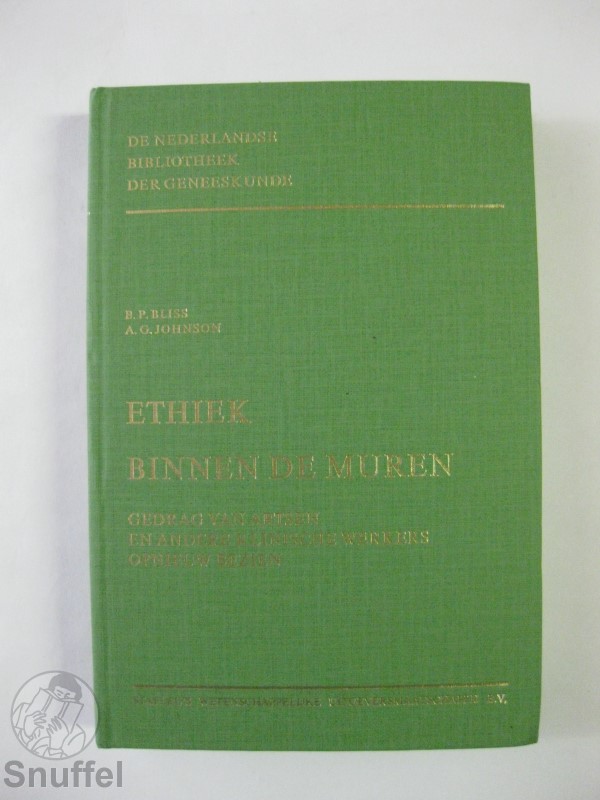 DE NEDERLANDSE
BIBLIOTHEEK
DER GENEESKUNDE
B.P. BLISS
A.G. JOHNSON
ETHIEK
BINNEN DE MUREN
GEDRAG VAN ARTSEN
EN ANDERE KLINISCHE WERKERS
OPNIEUW BEZIEN
WETENSCHAPPELIJKE B.V.
Snuffel